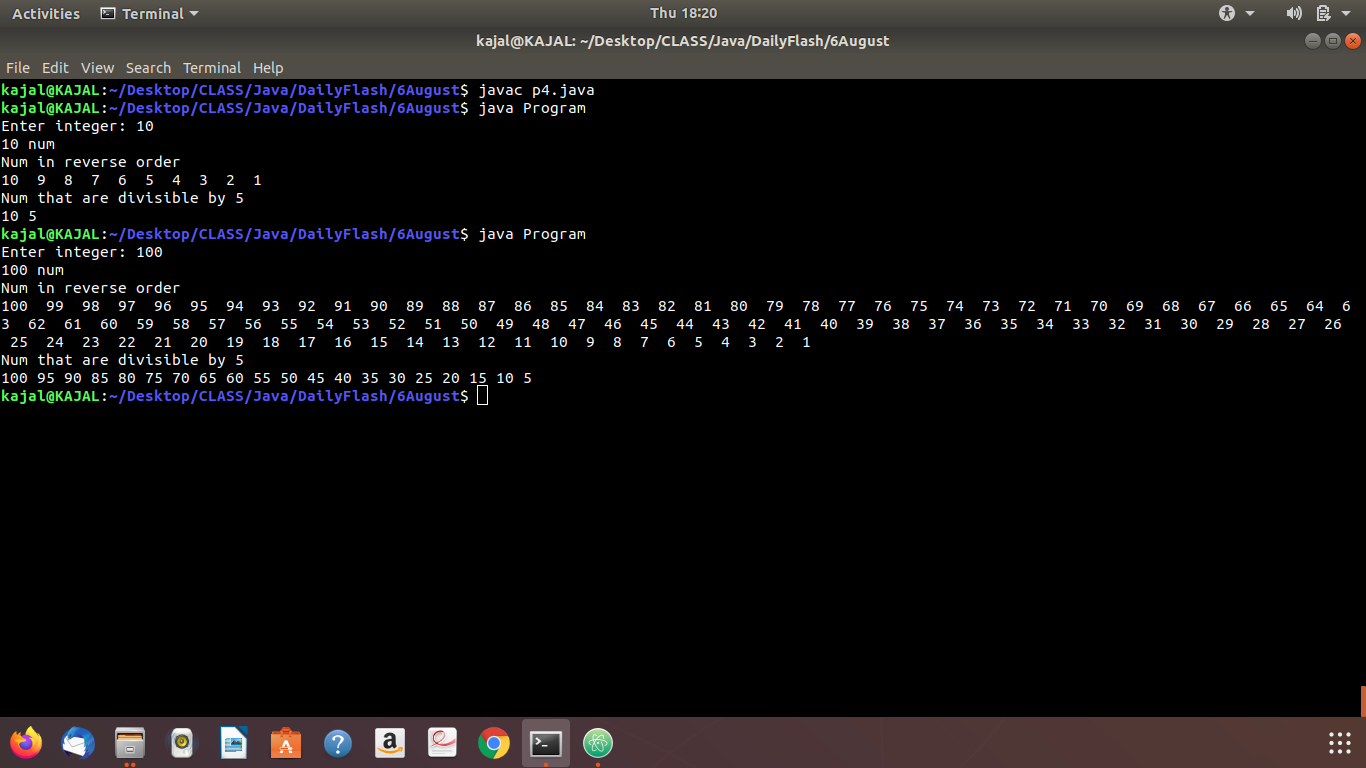 Activities Terminal Thu 18:20
kajal@KAJAL: ~/Desktop/CLASS/Java/DailyFlash/6August
File Edit View Search Terminal Help
kajal@KAJAL:~/Desktop/CLASS/Java/DailyFlash/6August$ javac p4.java
kajal@KAJAL:~/Desktop/CLASS/Java/DailyFlash/6August$ java Program
Enter integer: 10
10 num
Num in reverse order
10  9  8  7  6  5  4  3  2  1
Num that are divisible by 5
10 5
kajal@KAJAL:~/Desktop/CLASS/Java/DailyFlash/6August$ java Program
Enter integer: 100
100 num
Num in reverse order
100  99  98  97  96  95  94  93  92  91  90  89  88  87  86  85  84  83  82  81  80  79  78  77  76  75  74  73  72  71  70  69  68  67  66  65  64  6
3  62  61  60  59  58  57  56  55  54  53  52  51  50  49  48  47  46  45  44  43  42  41  40  39  38  37  36  35  34  33  32  31  30  29  28  27  26
 25  24  23  22  21  20  19  18  17  16  15  14  13  12  11  10  9  8  7  6  5  4  3  2  1
Num that are divisible by 5
100 95 90 85 80 75 70 65 60 55 50 45 40 35 30 25 20 15 10 5
kajal@KAJAL:~/Desktop/CLASS/Java/DailyFlash/6August$